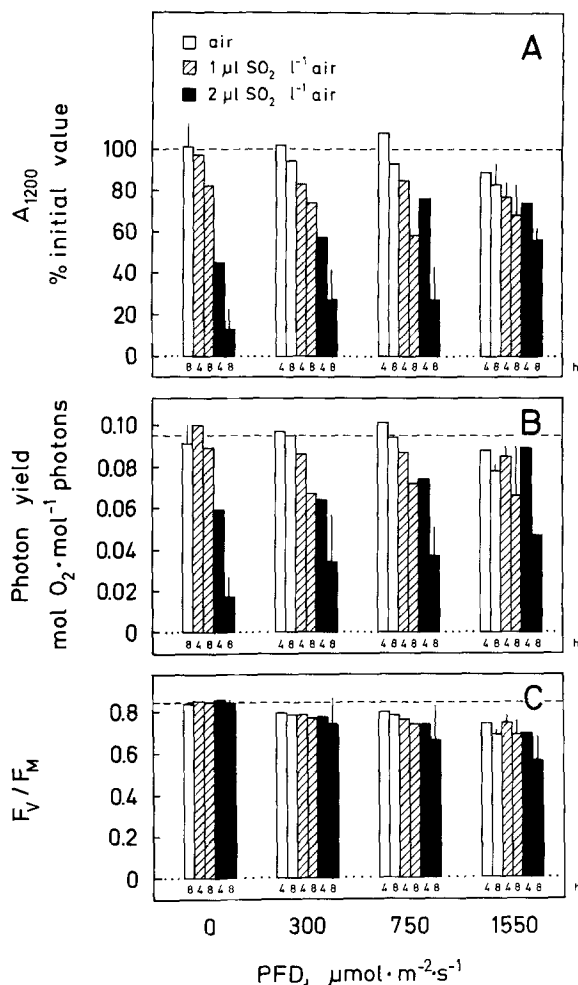 A
air
1 µl SO₂ l⁻¹ air
2 µl SO₂ l⁻¹ air
A₁₂₀₀
% initial value
100
80
60
40
20
0
8 4 8 4 8
4 8 4 8 4 8
4 8 4 8 4 8
4 8 4 8 4 8
h
B
Photon yield
mol O₂·mol⁻¹ photons
0.10
0.08
0.06
0.04
0.02
0
8 4 8 4 8
4 8 4 8 4 8
4 8 4 8 4 8
4 8 4 8 4 8
h
C
Fᵥ/F_M
0.8
0.6
0.4
0.2
0
8 4 8 4 8
4 8 4 8 4 8
4 8 4 8 4 8
4 8 4 8 4 8
h
0 300 750 1550
PFD, µmol·m⁻²·s⁻¹